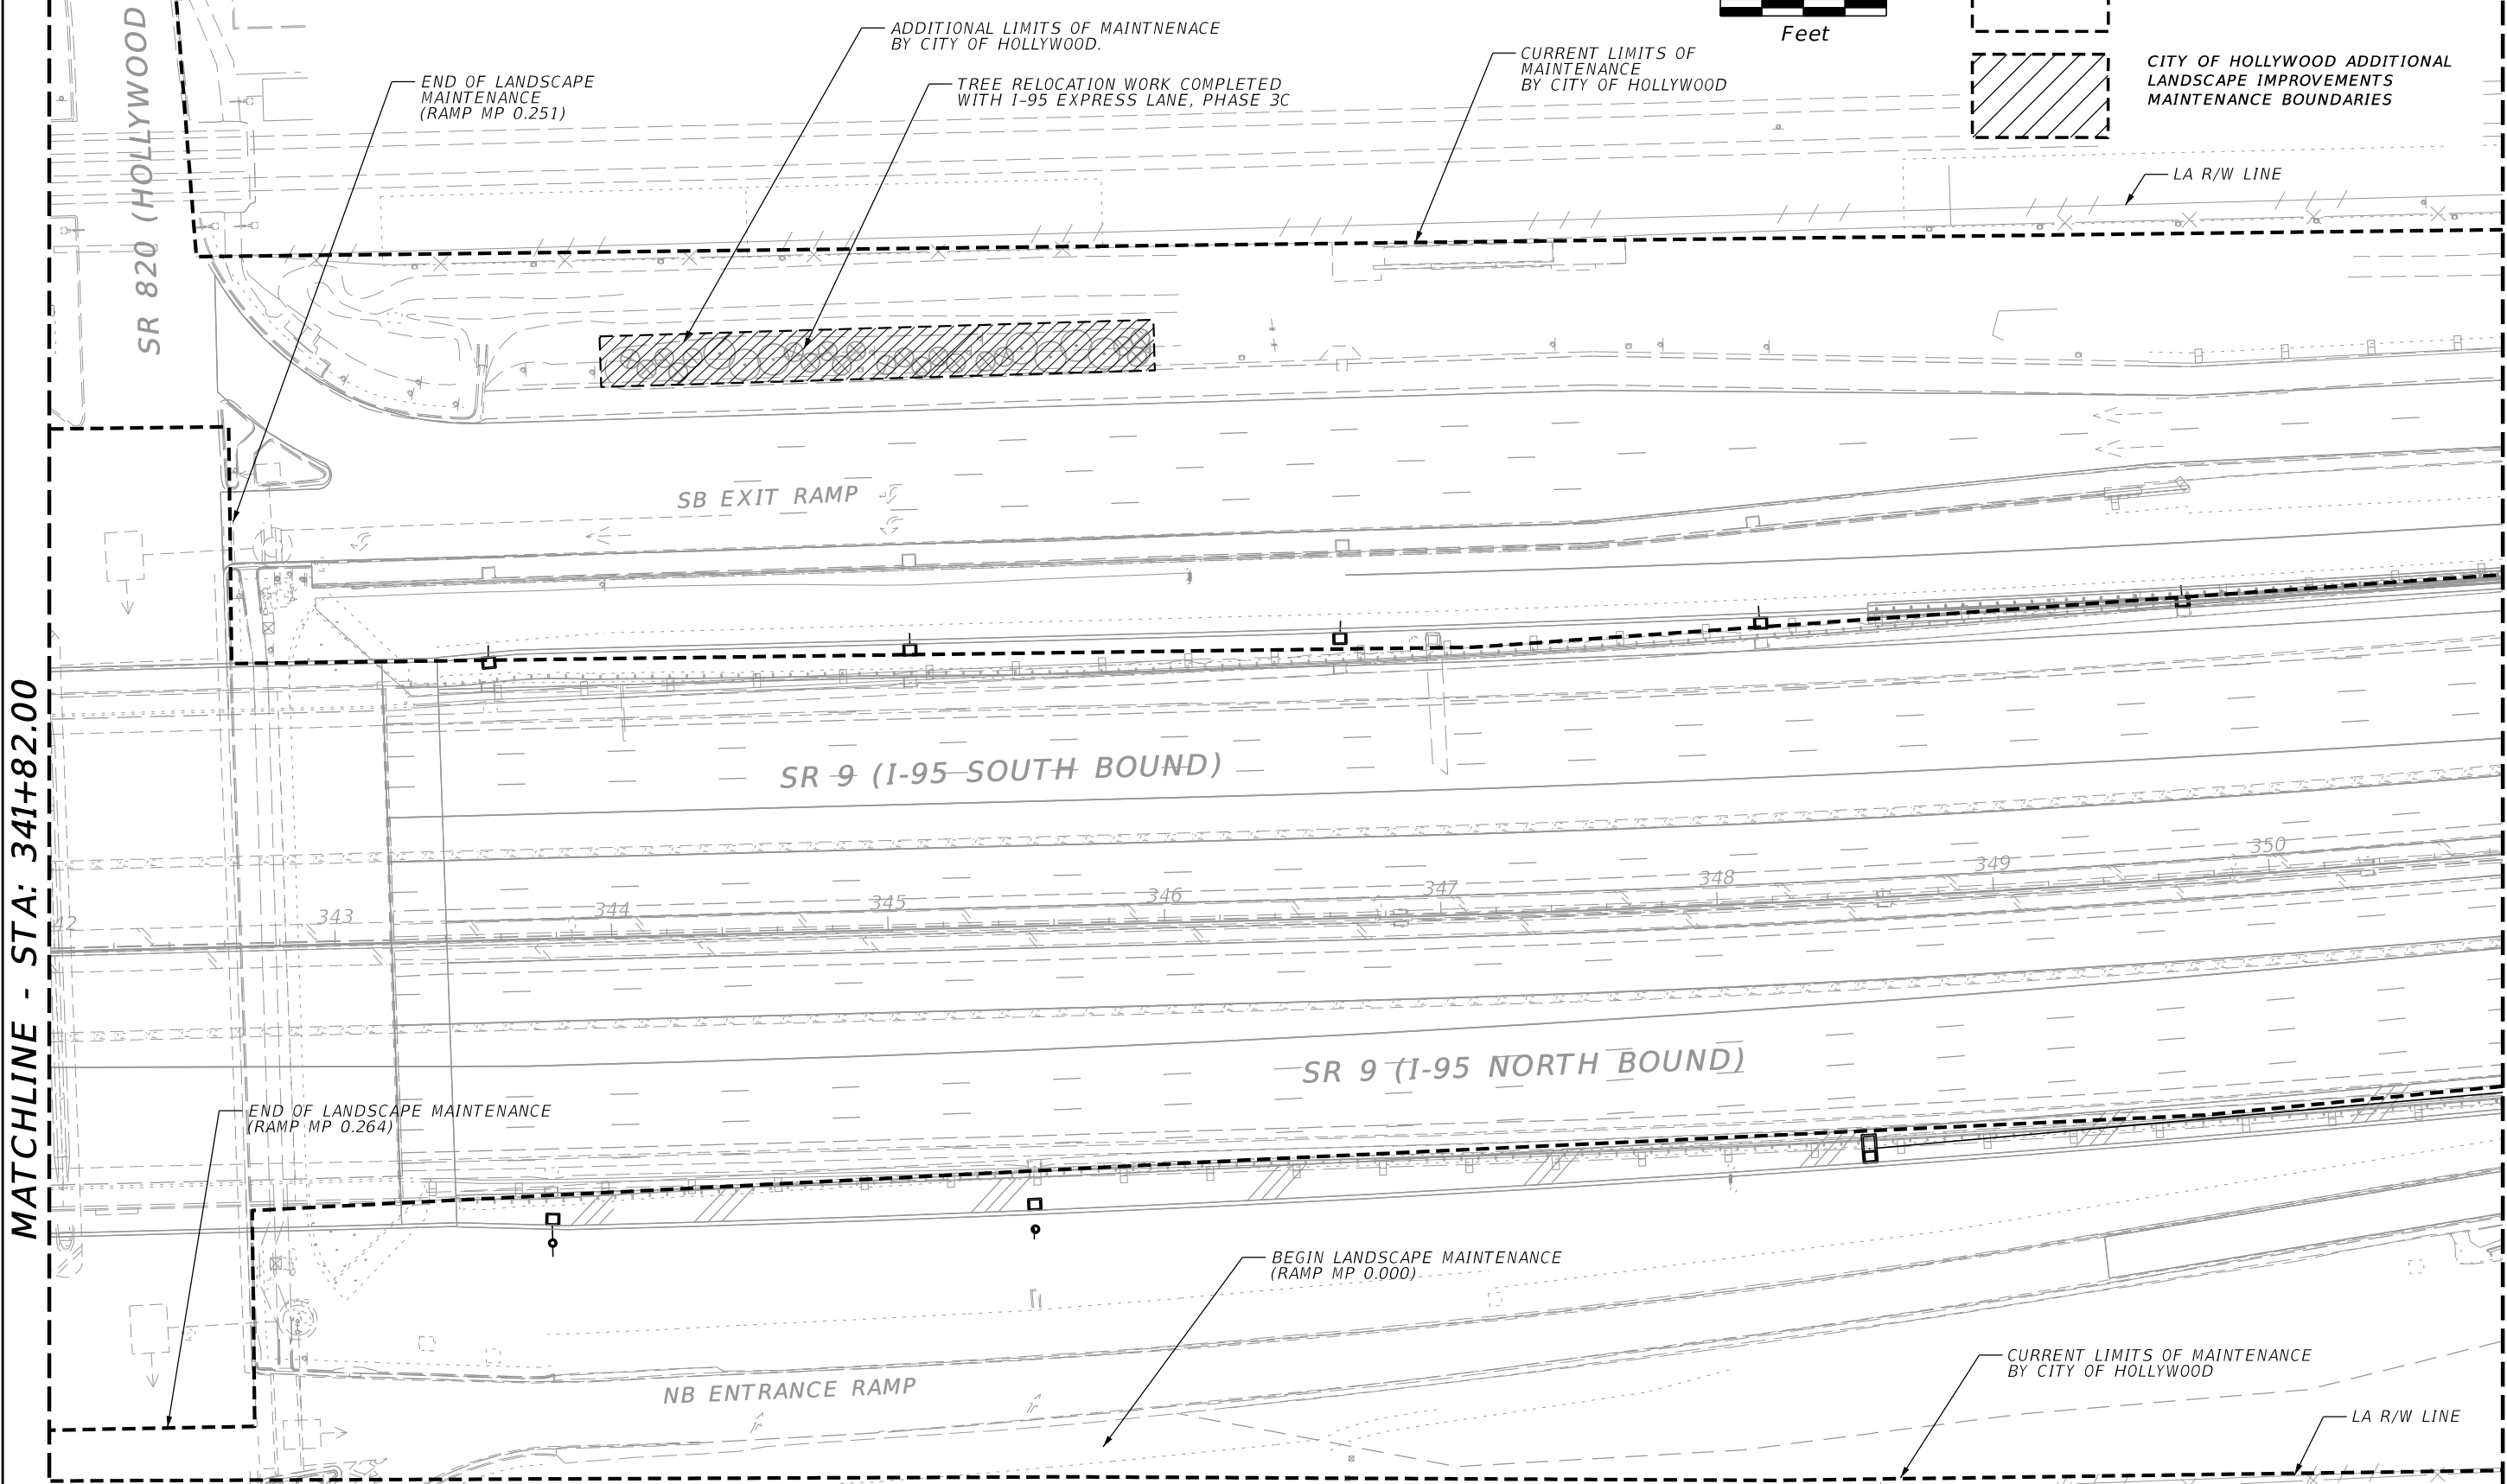 Feet
ADDITIONAL LIMITS OF MAINTNENACE
BY CITY OF HOLLYWOOD.
END OF LANDSCAPE
MAINTENANCE
(RAMP MP 0.251)
TREE RELOCATION WORK COMPLETED
WITH I-95 EXPRESS LANE, PHASE 3C
CURRENT LIMITS OF
MAINTENANCE
BY CITY OF HOLLYWOOD
CITY OF HOLLYWOOD ADDITIONAL
LANDSCAPE IMPROVEMENTS
MAINTENANCE BOUNDARIES
LA R/W LINE
SR 820 (HOLLYWOOD
SB EXIT RAMP
MATCHLINE - STA: 341+82.00
SR 9 (I-95 SOUTH BOUND)
42
343
344
345
346
347
348
349
350
SR 9 (I-95 NORTH BOUND)
END OF LANDSCAPE MAINTENANCE
(RAMP MP 0.264)
BEGIN LANDSCAPE MAINTENANCE
(RAMP MP 0.000)
NB ENTRANCE RAMP
CURRENT LIMITS OF MAINTENANCE
BY CITY OF HOLLYWOOD
LA R/W LINE